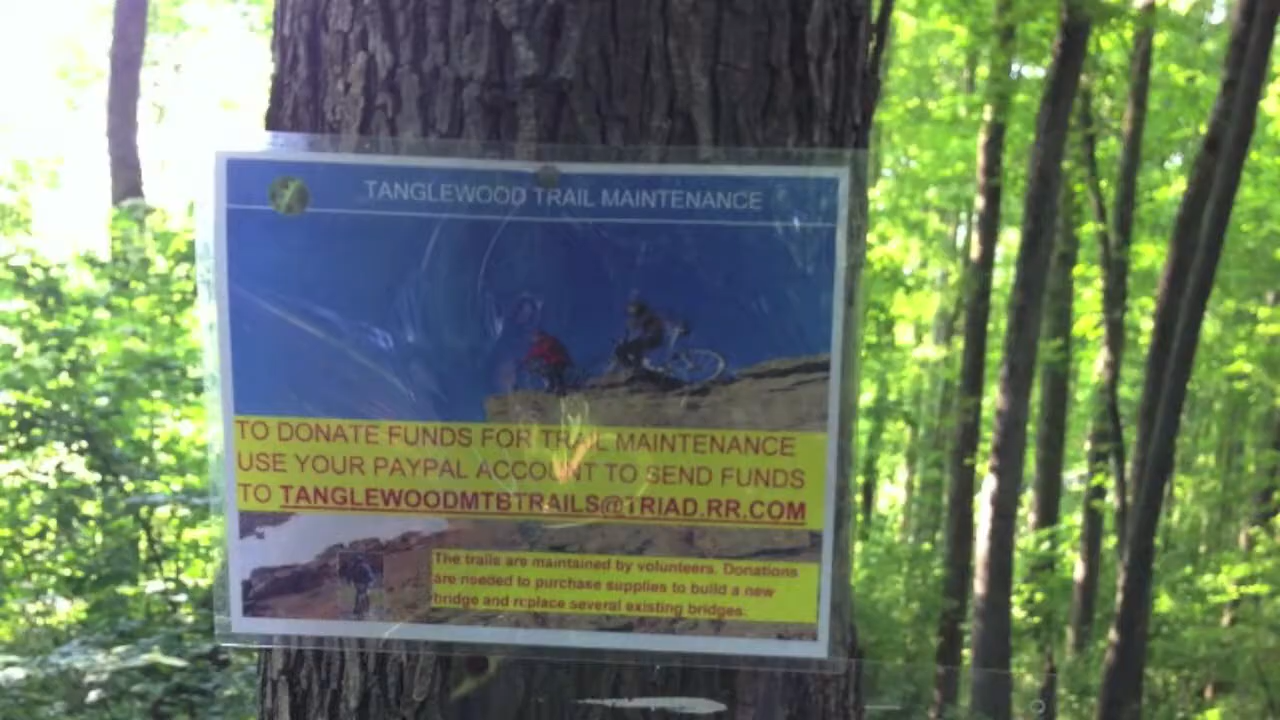 TANGLEWOOD TRAIL MAINTENANCE
TO DONATE FUNDS FOR TRAIL MAINTENANCE
USE YOUR PAYPAL ACCOUNT TO SEND FUNDS
TO TANGLEWOODMTBTRAILS@TRIAD.RR.COM
The trails are maintained by volunteers. Donations
are needed to purchase supplies to build a new
bridge and replace several existing bridges.